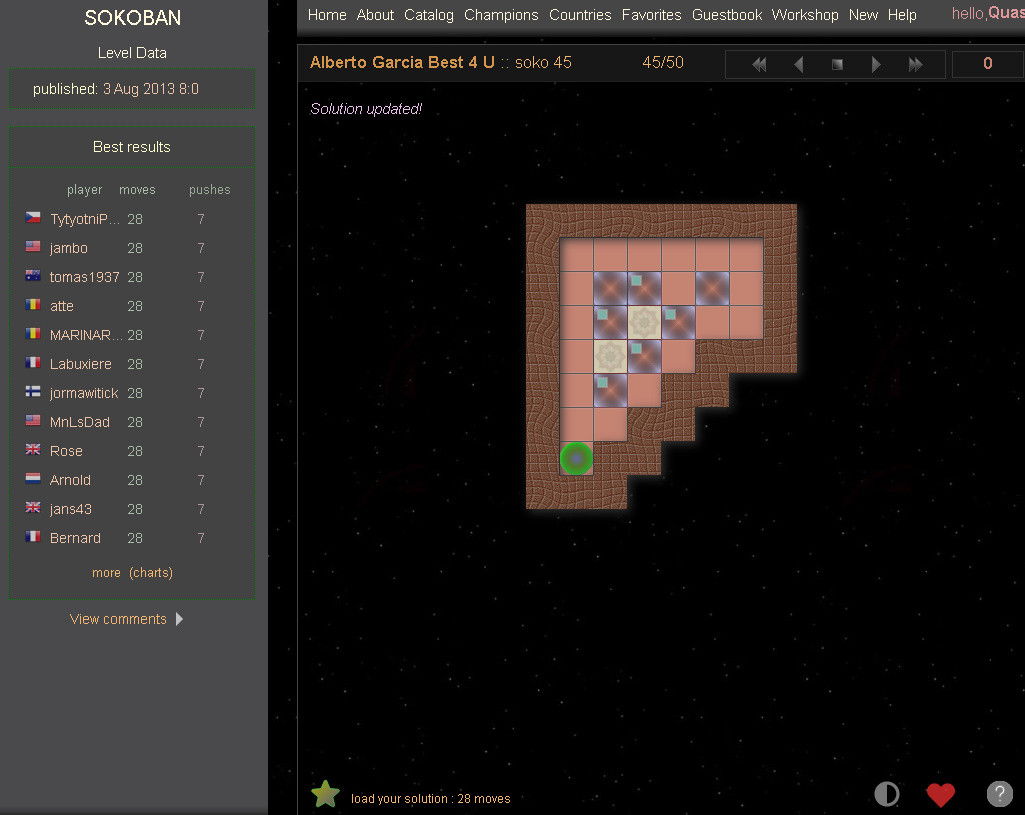 SOKOBAN
Level Data
published: 3 Aug 2013 8:0
Best results
player moves pushes
TytyotniP... 28 7
jambo 28 7
tomas1937 28 7
atte 28 7
MARINAR... 28 7
Labuxiere 28 7
jormawitick 28 7
MnLsDad 28 7
Rose 28 7
Arnold 28 7
jans43 28 7
Bernard 28 7
more (charts)
View comments
Home About Catalog Champions Countries Favorites Guestbook Workshop New Help hello,Quas
Alberto Garcia Best 4 U :: soko 45 45/50 0
Solution updated!
load your solution : 28 moves
?